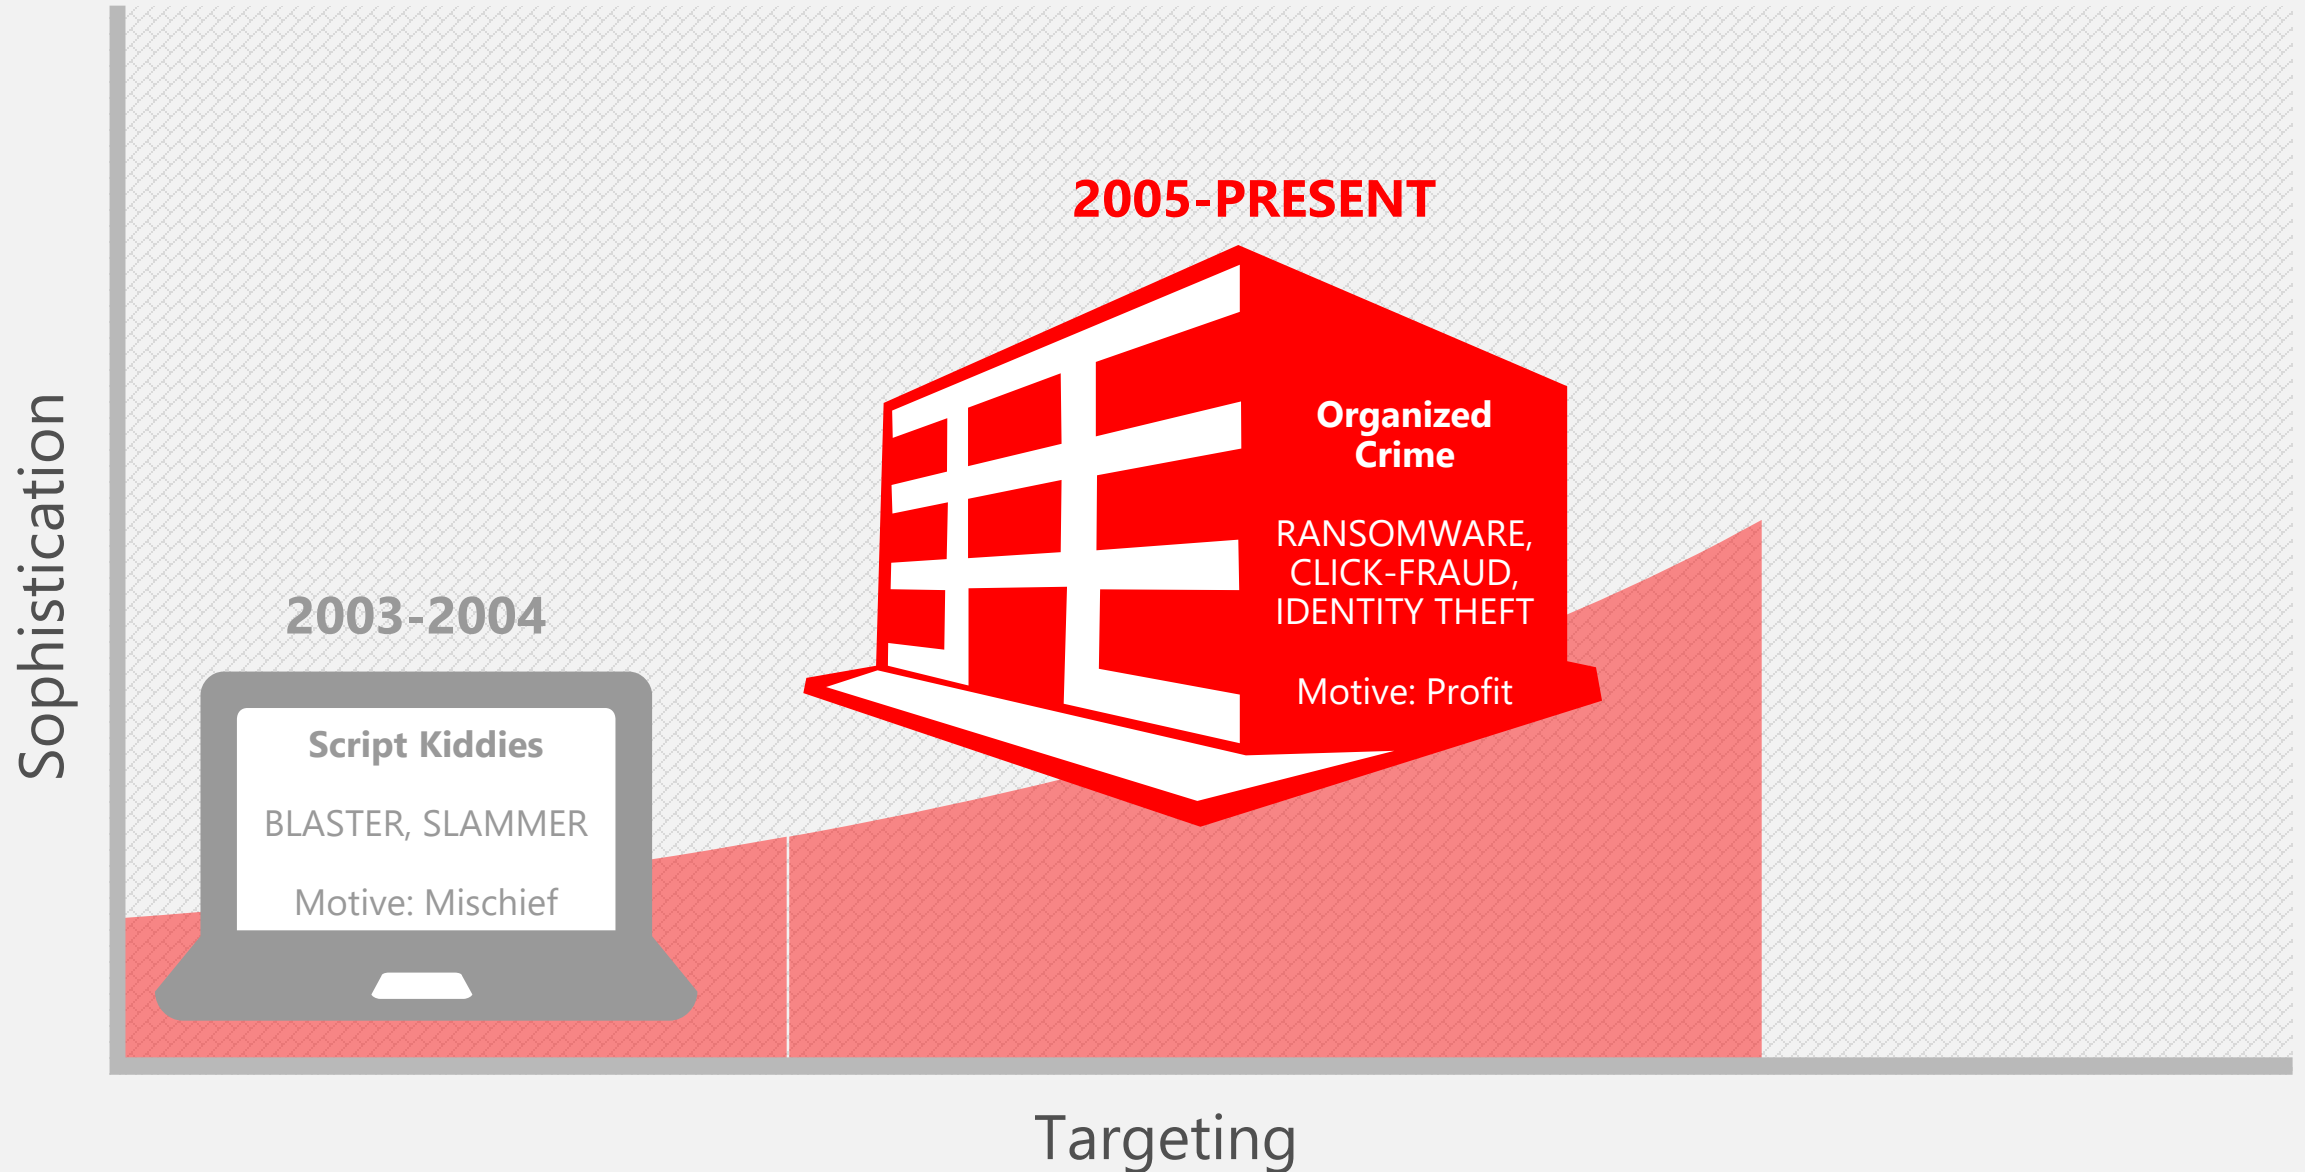 Sophistication
2003-2004
Script Kiddies
BLASTER, SLAMMER
Motive: Mischief
2005-PRESENT
Organized
Crime
RANSOMWARE,
CLICK-FRAUD,
IDENTITY THEFT
Motive: Profit
Targeting